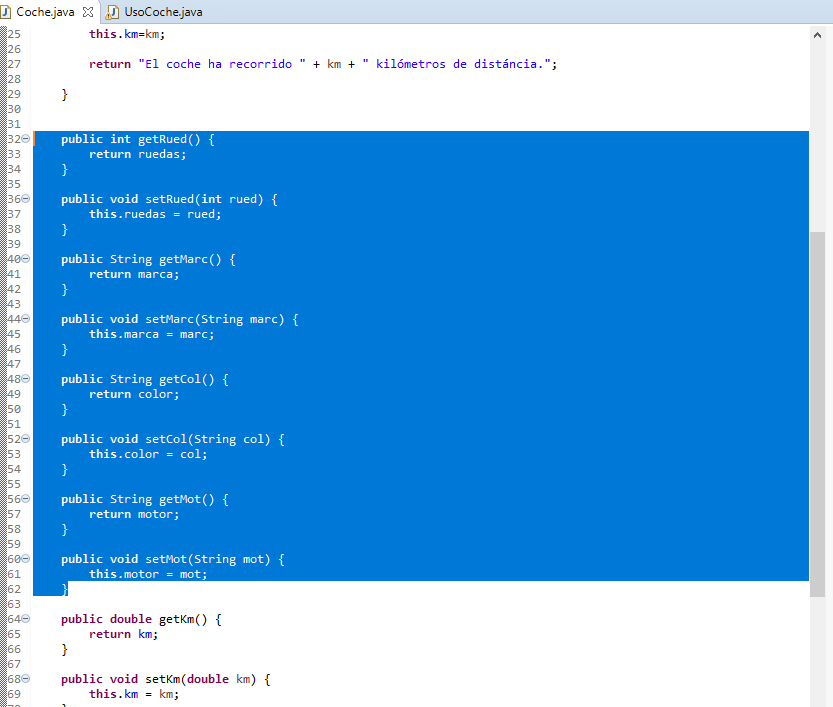 Coche.java UsoCoche.java
25 this.km=km;
26
27 return "El coche ha recorrido " + km + " kilómetros de distáncia.";
28
29 }
30
31
32 public int getRued() {
33 return ruedas;
34 }
35
36 public void setRued(int rued) {
37 this.ruedas = rued;
38 }
39
40 public String getMarc() {
41 return marca;
42 }
43
44 public void setMarc(String marc) {
45 this.marca = marc;
46 }
47
48 public String getCol() {
49 return color;
50 }
51
52 public void setCol(String col) {
53 this.color = col;
54 }
55
56 public String getMot() {
57 return motor;
58 }
59
60 public void setMot(String mot) {
61 this.motor = mot;
62 }
63
64 public double getKm() {
65 return km;
66 }
67
68 public void setKm(double km) {
69 this.km = km;